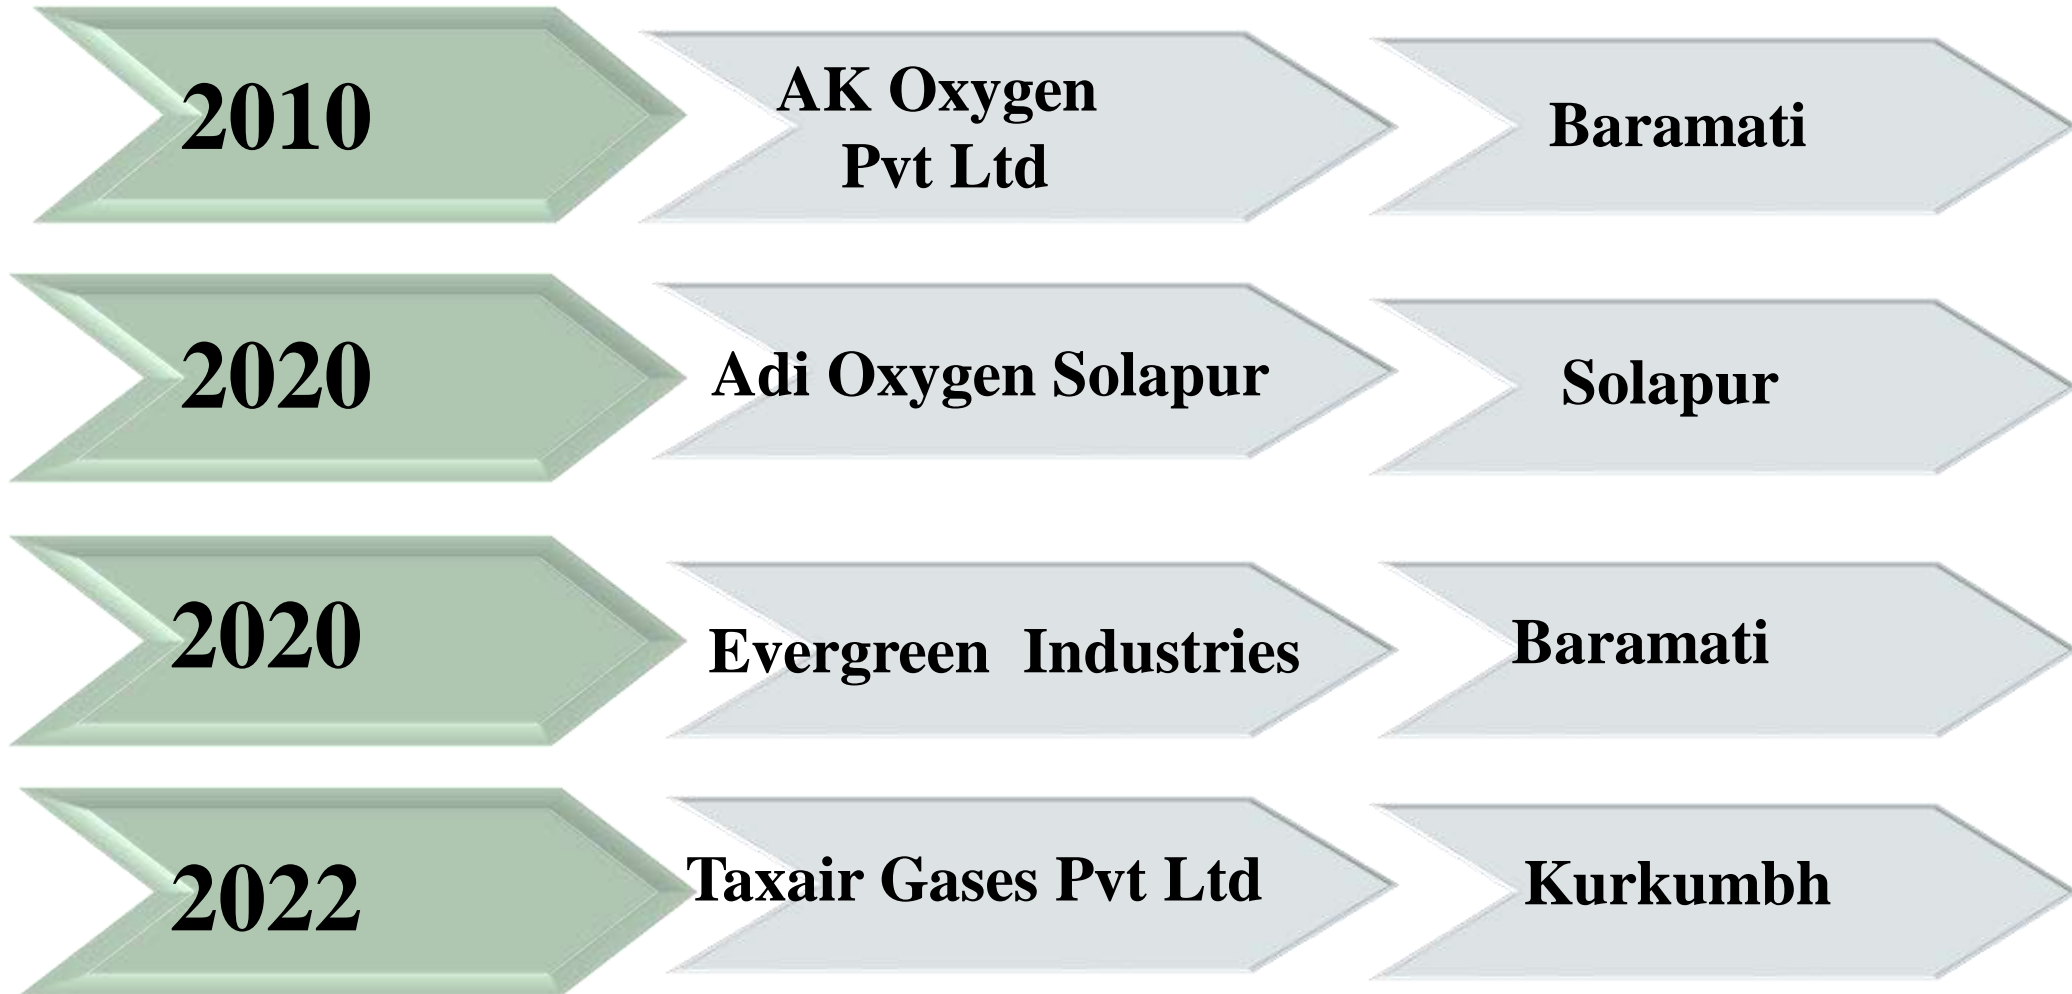 2010
AK Oxygen
Pvt Ltd
Baramati
2020
Adi Oxygen Solapur
Solapur
2020
Evergreen  Industries
Baramati
2022
Taxair Gases Pvt Ltd
Kurkumbh